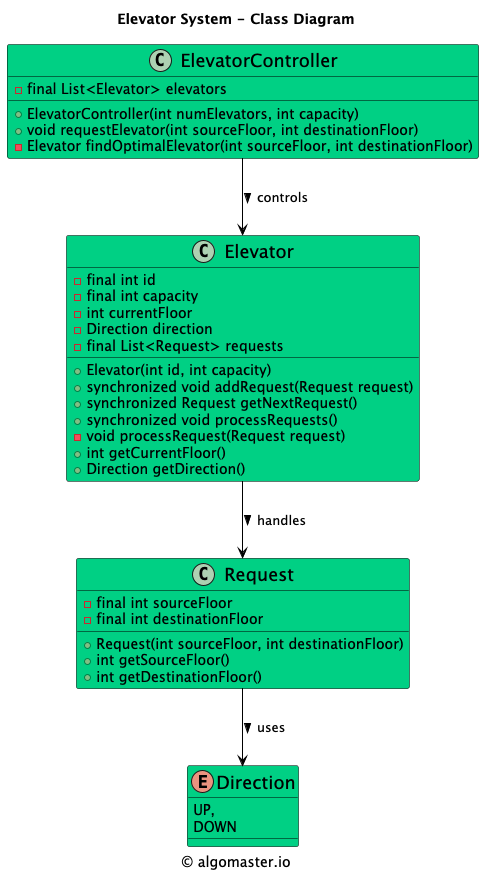 Elevator System – Class Diagram
C ElevatorController
final List<Elevator> elevators
ElevatorController(int numElevators, int capacity)
void requestElevator(int sourceFloor, int destinationFloor)
Elevator findOptimalElevator(int sourceFloor, int destinationFloor)
controls
C Elevator
final int id
final int capacity
int currentFloor
Direction direction
final List<Request> requests
Elevator(int id, int capacity)
synchronized void addRequest(Request request)
synchronized Request getNextRequest()
synchronized void processRequests()
void processRequest(Request request)
int getCurrentFloor()
Direction getDirection()
handles
C Request
final int sourceFloor
final int destinationFloor
Request(int sourceFloor, int destinationFloor)
int getSourceFloor()
int getDestinationFloor()
uses
E Direction
UP,
DOWN
© algomaster.io